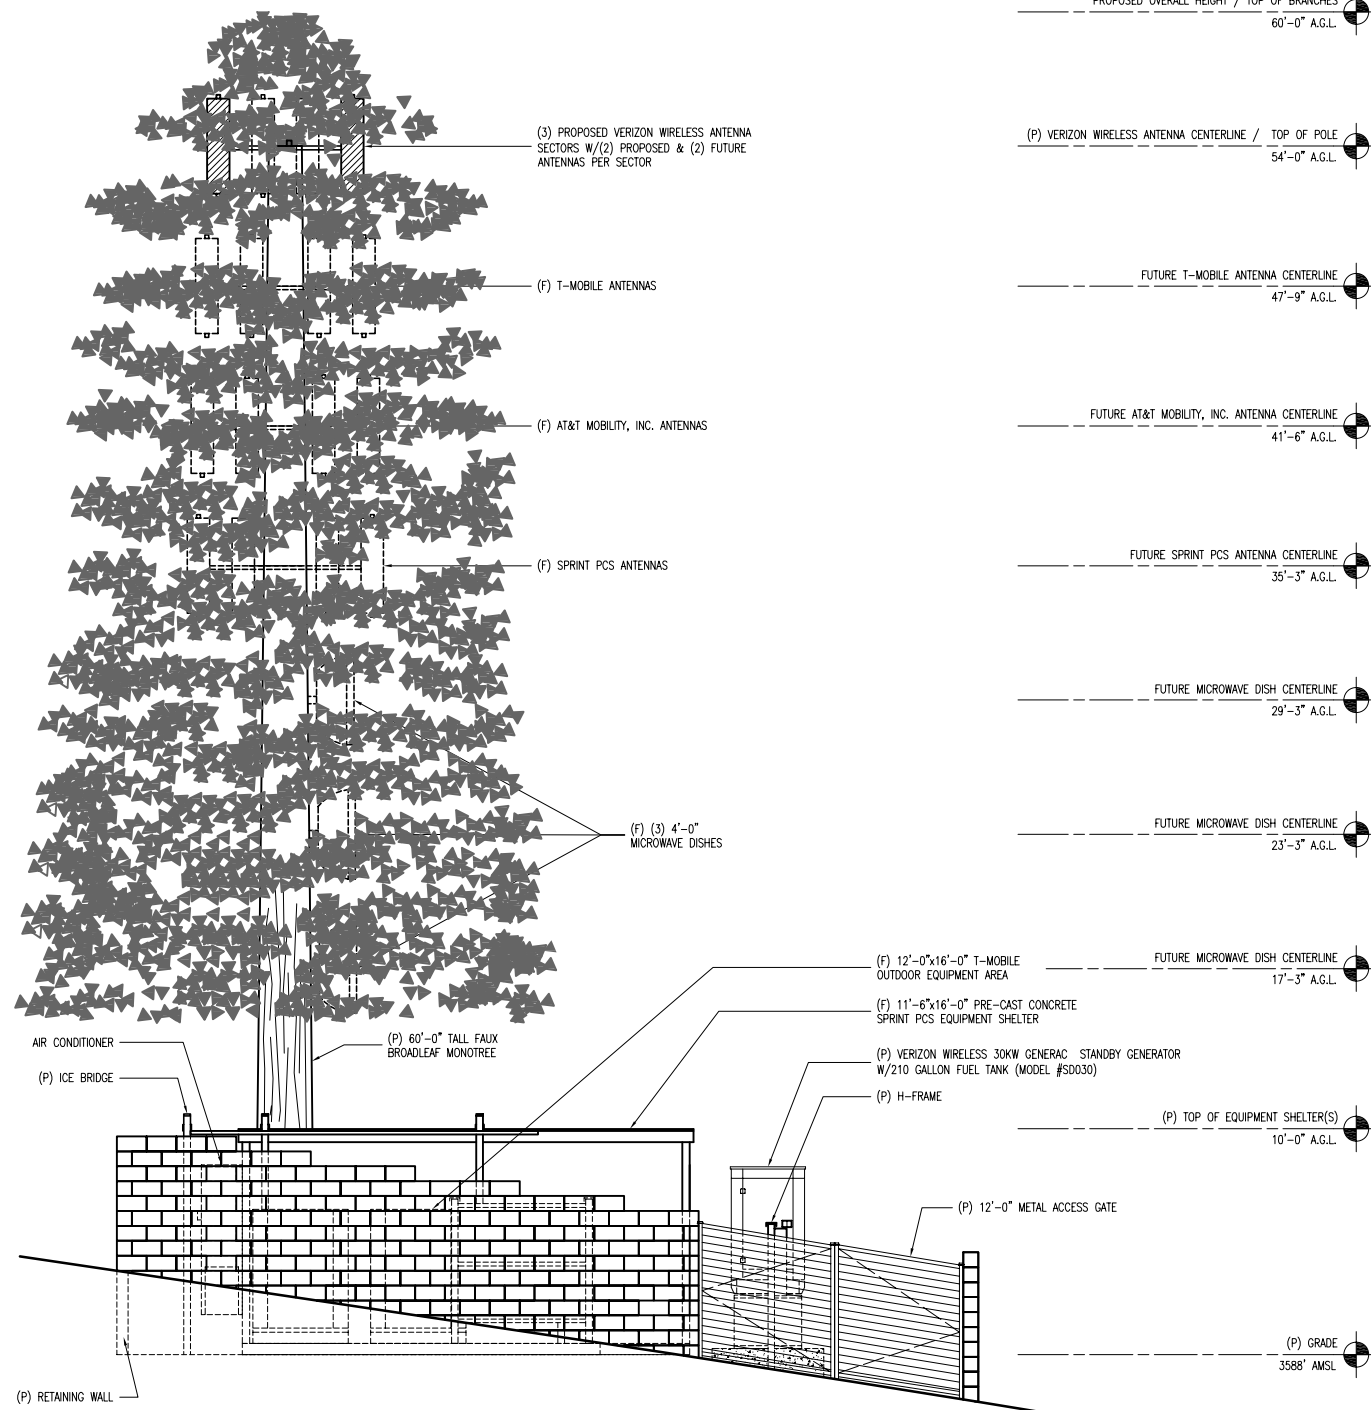 PROPOSED OVERALL HEIGHT / TOP OF BRANCHES
60'-0" A.G.L.
(3) PROPOSED VERIZON WIRELESS ANTENNA
SECTORS W/(2) PROPOSED & (2) FUTURE
ANTENNAS PER SECTOR
(P) VERIZON WIRELESS ANTENNA CENTERLINE / TOP OF POLE
54'-0" A.G.L.
(F) T-MOBILE ANTENNAS
FUTURE T-MOBILE ANTENNA CENTERLINE
47'-9" A.G.L.
(F) AT&T MOBILITY, INC. ANTENNAS
FUTURE AT&T MOBILITY, INC. ANTENNA CENTERLINE
41'-6" A.G.L.
(F) SPRINT PCS ANTENNAS
FUTURE SPRINT PCS ANTENNA CENTERLINE
35'-3" A.G.L.
FUTURE MICROWAVE DISH CENTERLINE
29'-3" A.G.L.
(F) (3) 4'-0"
MICROWAVE DISHES
FUTURE MICROWAVE DISH CENTERLINE
23'-3" A.G.L.
(F) 12'-0"x16'-0" T-MOBILE
OUTDOOR EQUIPMENT AREA
FUTURE MICROWAVE DISH CENTERLINE
17'-3" A.G.L.
(F) 11'-6"x16'-0" PRE-CAST CONCRETE
SPRINT PCS EQUIPMENT SHELTER
AIR CONDITIONER
(P) 60'-0" TALL FAUX
BROADLEAF MONOTREE
(P) ICE BRIDGE
(P) VERIZON WIRELESS 30KW GENERAC STANDBY GENERATOR
W/210 GALLON FUEL TANK (MODEL #SD030)
(P) H-FRAME
(P) TOP OF EQUIPMENT SHELTER(S)
10'-0" A.G.L.
(P) 12'-0" METAL ACCESS GATE
(P) GRADE
3588' AMSL
(P) RETAINING WALL